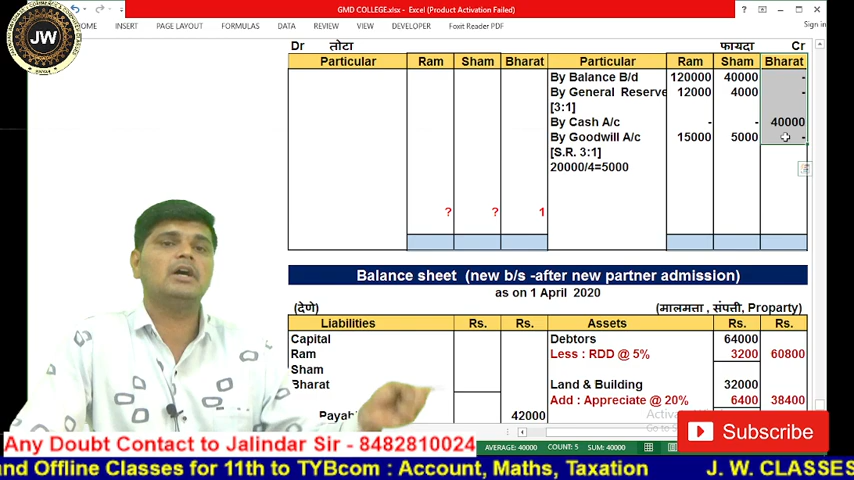 GMD COLLEGE.xlsx - Excel (Product Activation Failed)
Sign in
INSERT PAGE LAYOUT FORMULAS DATA REVIEW VIEW DEVELOPER Foxit Reader PDF
JW
Dr तोटा फायदा Cr
Particular Ram Sham Bharat Particular Ram Sham Bharat
By Balance B/d 120000 40000 -
By General Reserve 12000 4000 -
[3:1]
By Cash A/c - - 40000
By Goodwill A/c 15000 5000 -
[S.R. 3:1]
20000/4=5000
? ? 1
Balance sheet (new b/s -after new partner admission)
as on 1 April 2020
(देणे) (मालमत्ता , संपत्ती, Property)
Liabilities Rs. Rs. Assets Rs. Rs.
Capital Debtors 64000
Ram Less : RDD @ 5% 3200 60800
Sham
Bharat Land & Building 32000
Add : Appreciate @ 20% 6400 38400
Payab 42000
Activa
Go to S
Subscribe
Any Doubt Contact to Jalindar Sir - 8482810024
AVERAGE: 40000 COUNT: 5 SUM: 40000
and Offline Classes for 11th to TYBcom : Account, Maths, Taxation J. W. CLASSES